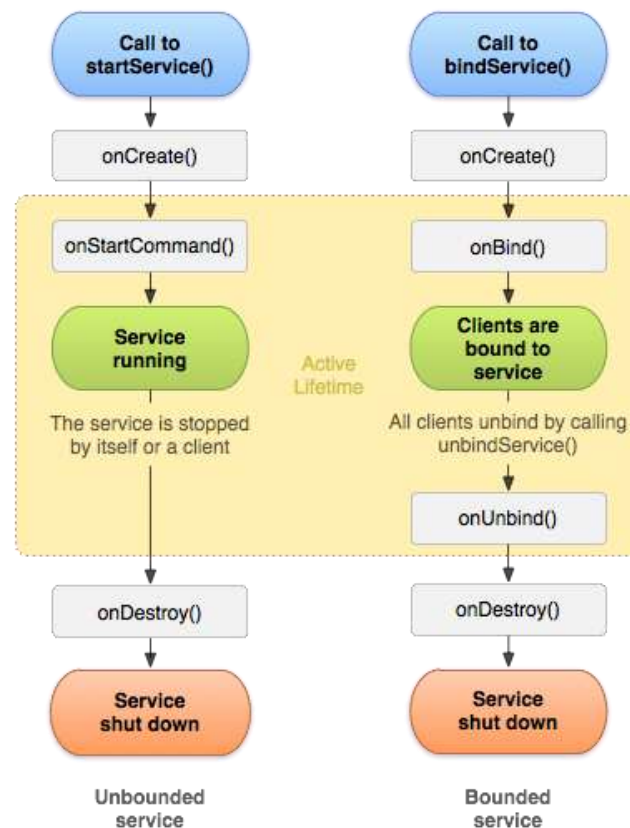 Call to
startService()
onCreate()
onStartCommand()
Service
running
The service is stopped
by itself or a client
onDestroy()
Service
shut down
Unbounded
service
Active
Lifetime
Call to
bindService()
onCreate()
onBind()
Clients are
bound to
service
All clients unbind by calling
unbindService()
onUnbind()
onDestroy()
Service
shut down
Bounded
service